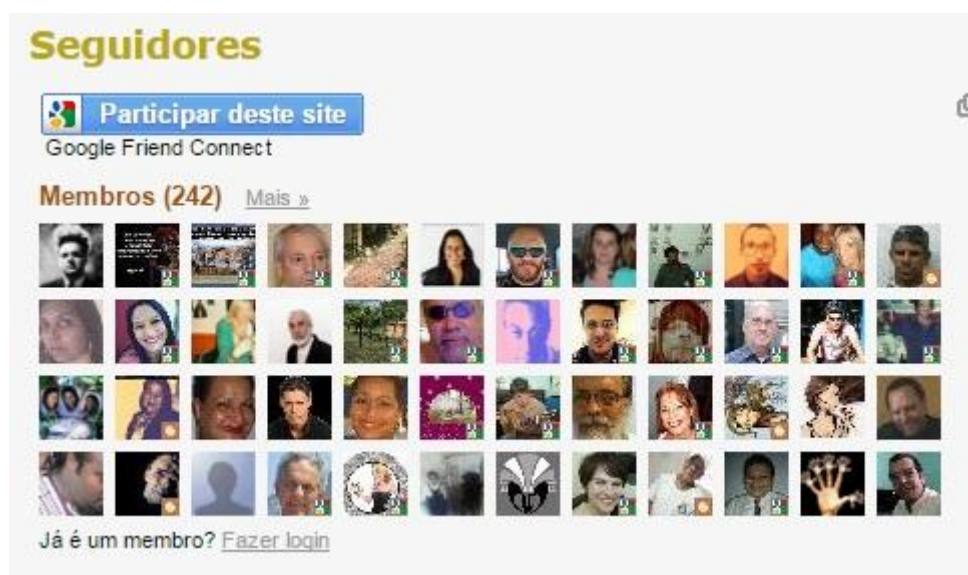 Seguidores
Participar deste site
Google Friend Connect
Membros (242) Mais »
Já é um membro? Fazer login